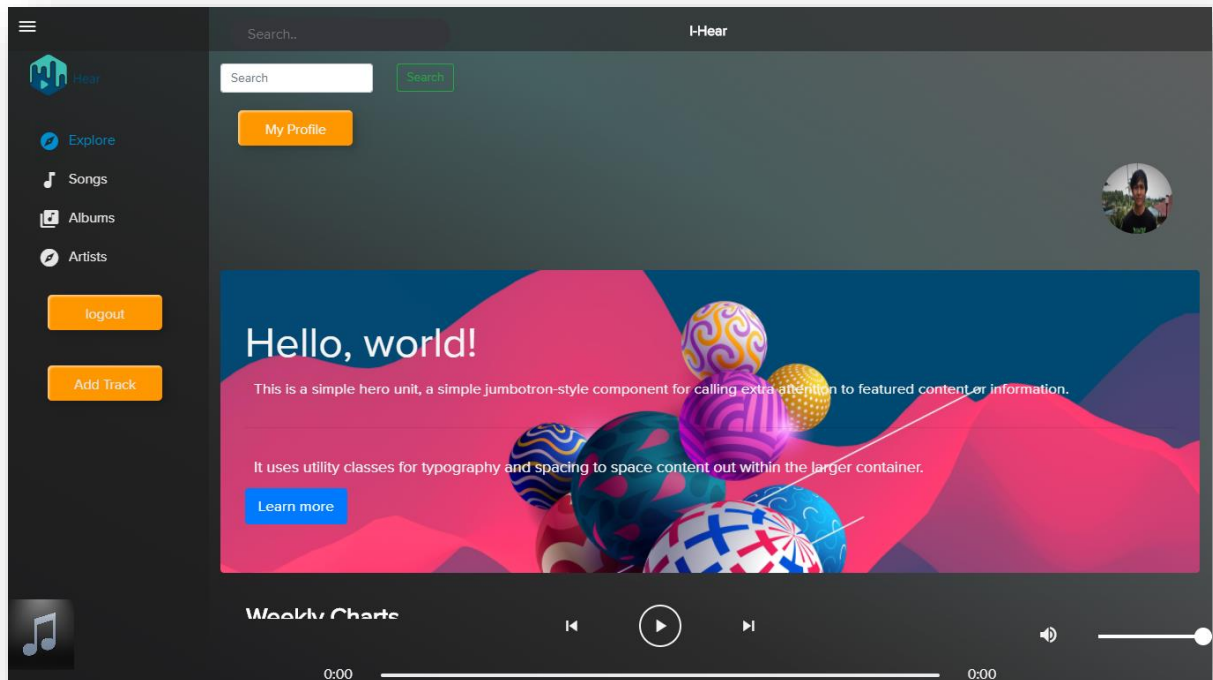 Search..
I-Hear
Hear
Search
Search
My Profile
Explore
Songs
Albums
Artists
logout
Add Track
Hello, world!
This is a simple hero unit, a simple jumbotron-style component for calling extra attention to featured content or information.
It uses utility classes for typography and spacing to space content out within the larger container.
Learn more
Weekly Charts
0:00
0:00